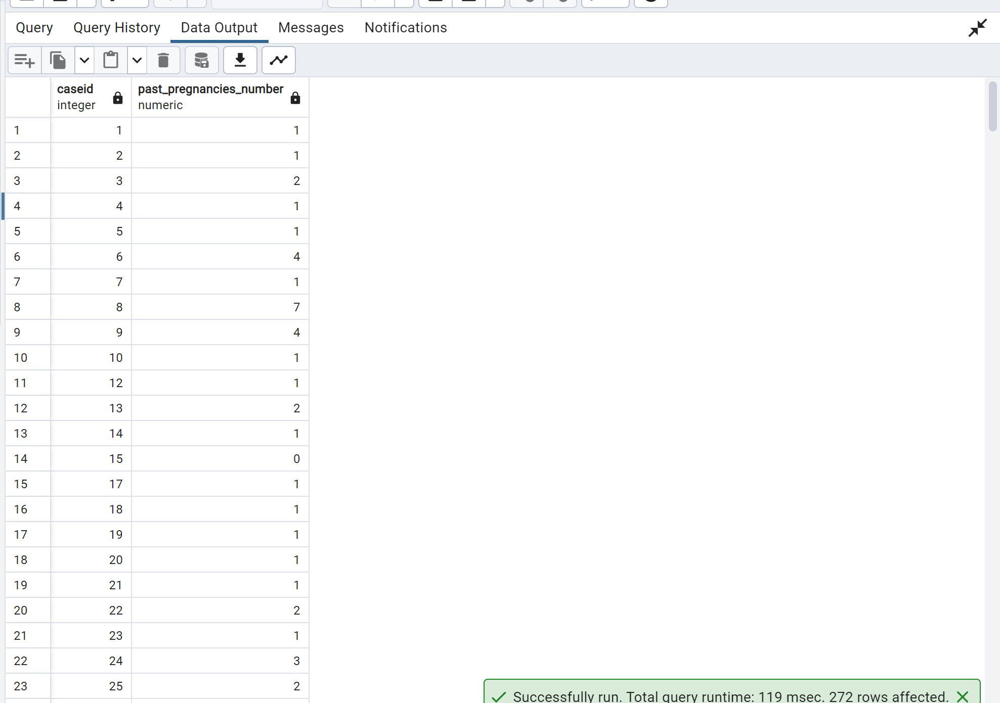 Query Query History Data Output Messages Notifications
caseid past_pregnancies_number
integer numeric
1 1 1
2 2 1
3 3 2
4 4 1
5 5 1
6 6 4
7 7 1
8 8 7
9 9 4
10 10 1
11 12 1
12 13 2
13 14 1
14 15 0
15 17 1
16 18 1
17 19 1
18 20 1
19 21 1
20 22 2
21 23 1
22 24 3
23 25 2
Successfully run. Total query runtime: 119 msec. 272 rows affected.